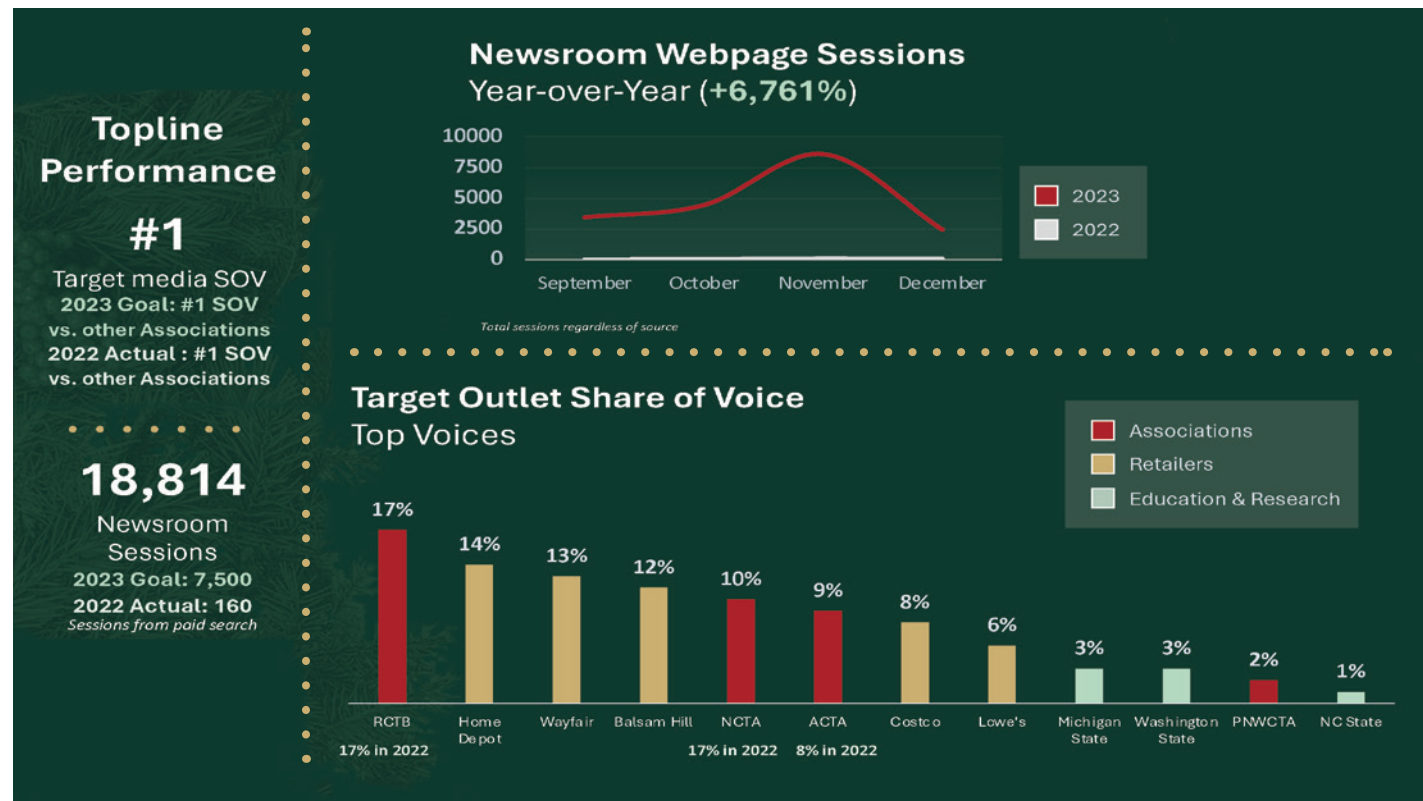 Topline
Performance
#1
Target media SOV
2023 Goal: #1 SOV
vs. other Associations
2022 Actual : #1 SOV
vs. other Associations
18,814
Newsroom
Sessions
2023 Goal: 7,500
2022 Actual: 160
Sessions from paid search
Newsroom Webpage Sessions
Year-over-Year (+6,761%)
10000
7500
5000
2500
0
September October November December
2023
2022
Total sessions regardless of source
Target Outlet Share of Voice
Top Voices
Associations
Retailers
Education & Research
17% 14% 13% 12% 10% 9% 8% 6% 3% 3% 2% 1%
RCTB Home Wayfair Balsam Hill NCTA ACTA Costco Lowe's Michigan Washington PNWCTA NC State
Depot State State
17% in 2022 17% in 2022 8% in 2022